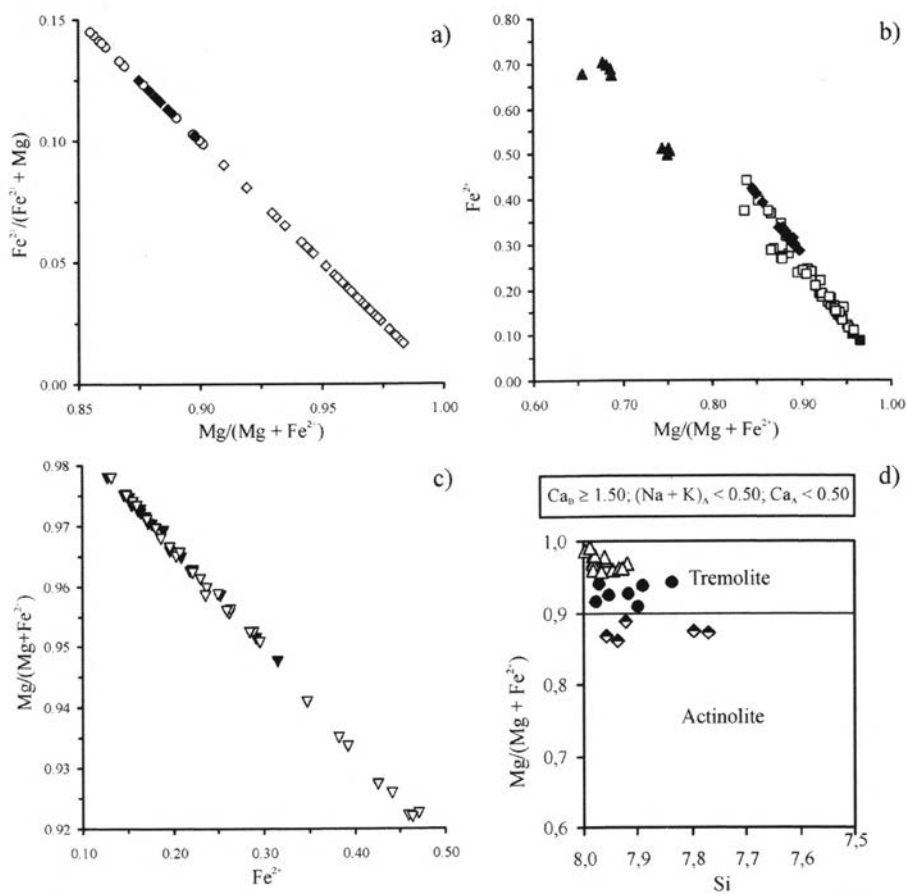 a)
0.15
0.10
0.05
0.00
Fe²⁺/(Fe²⁺ + Mg)
0.85 0.90 0.95 1.00
Mg/(Mg + Fe²⁺)
b)
0.80
0.70
0.60
0.50
0.40
0.30
0.20
0.10
0.00
Fe²⁺
0.60 0.70 0.80 0.90 1.00
Mg/(Mg + Fe²⁺)
c)
0.98
0.97
0.96
0.95
0.94
0.93
0.92
Mg/(Mg+Fe²⁺)
0.10 0.20 0.30 0.40 0.50
Fe²⁺
d)
Ca_B ≥ 1.50; (Na + K)_A < 0.50; Ca_A < 0.50
1,0
0,9
0,8
0,7
0,6
Mg/(Mg + Fe²⁺)
Tremolite
Actinolite
8,0 7,9 7,8 7,7 7,6 7,5
Si